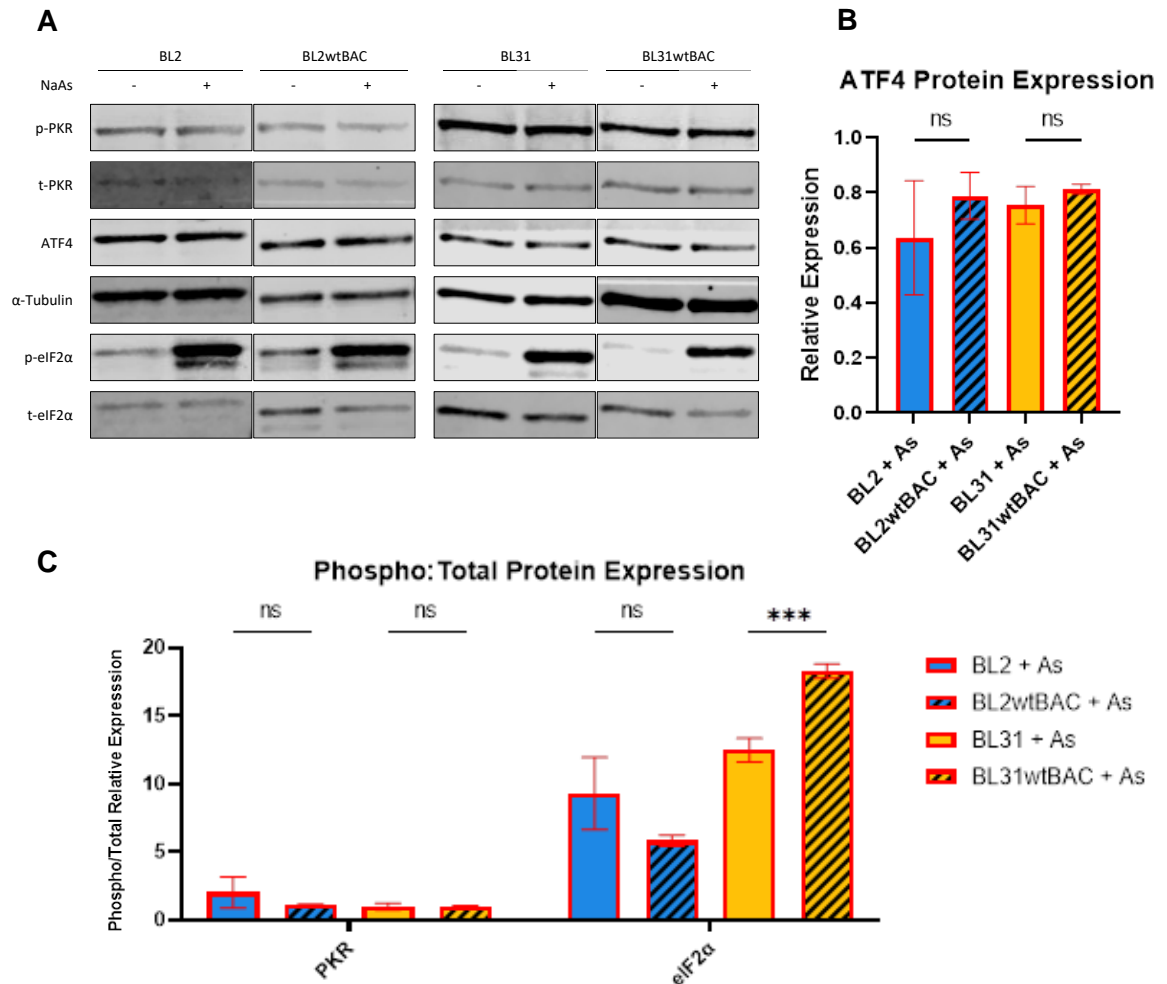 A
BL2 BL2wtBAC BL31 BL31wtBAC
NaAs - + - + - + - +
p-PKR
t-PKR
ATF4
α-Tubulin
p-eIF2α
t-eIF2α
B
ATF4 Protein Expression
ns ns
1.0
0.8
0.6
0.4
0.2
0.0
Relative Expression
BL2 + As
BL2wtBAC + As
BL31 + As
BL31wtBAC + As
C
Phospho:Total Protein Expression
ns ns ns ***
20
15
10
5
0
Phospho/Total Relative Expresssion
PKR
eIF2α
BL2 + As
BL2wtBAC + As
BL31 + As
BL31wtBAC + As